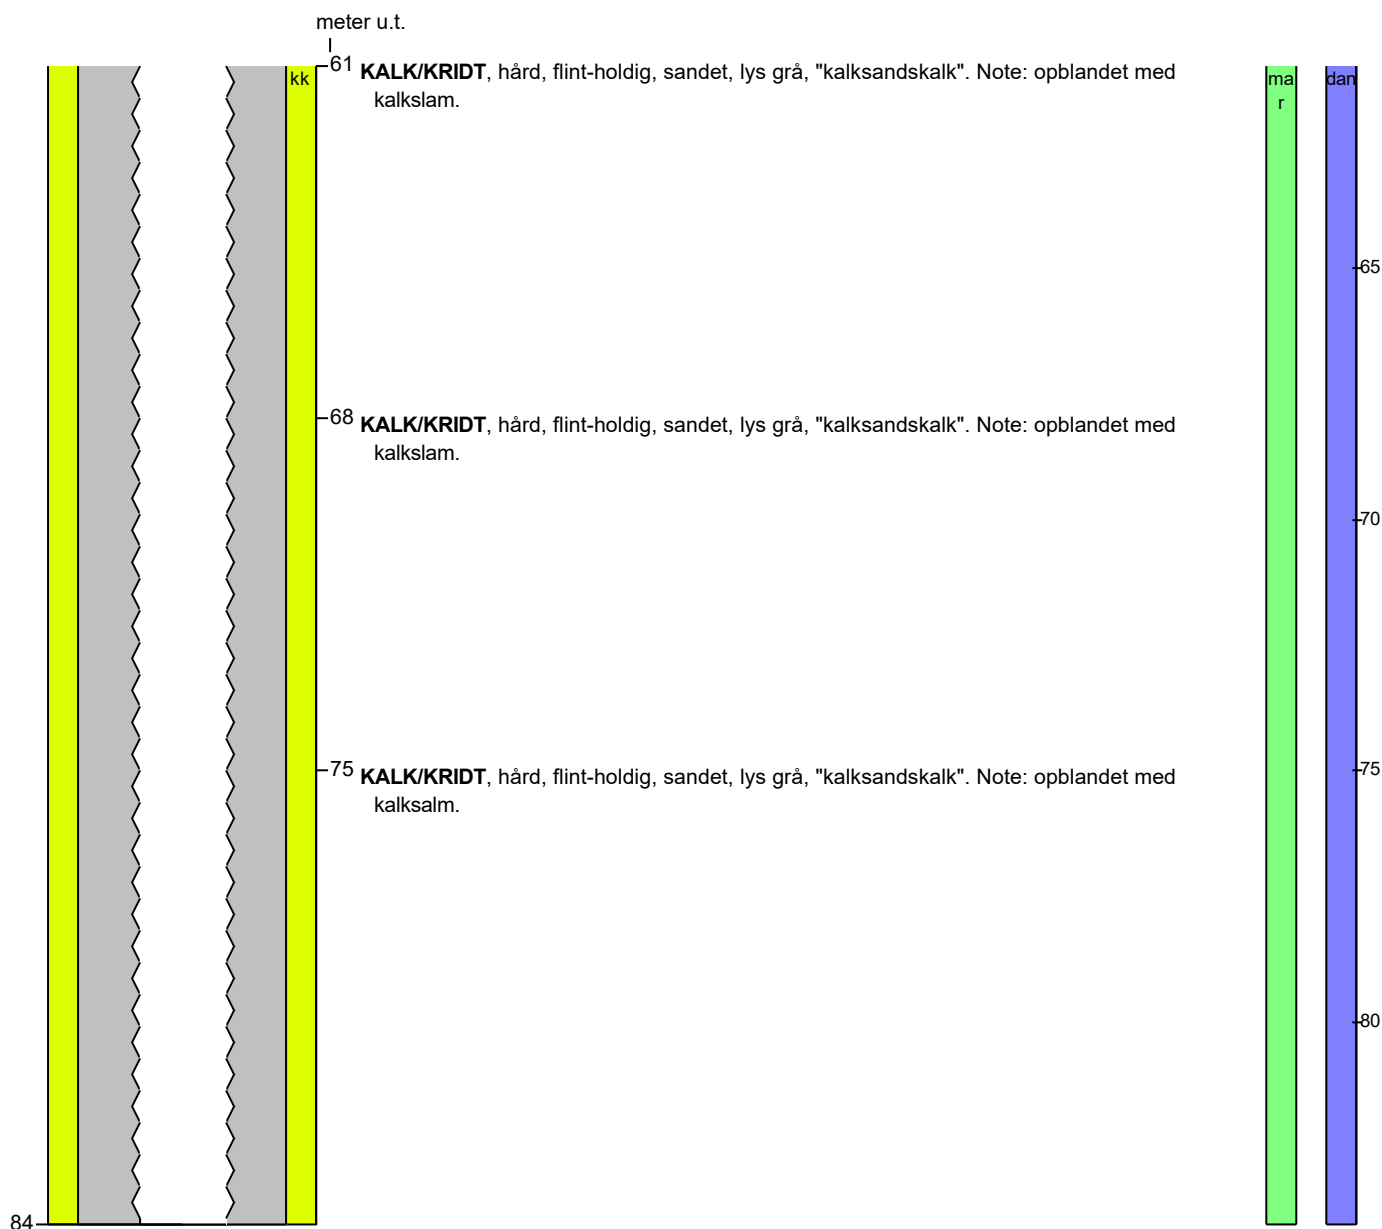 meter u.t.
61 KALK/KRIDT, hård, flint-holdig, sandet, lys grå, "kalksandskalk". Note: opblandet med
kalkslam.
kk
ma
r
dan
65
68 KALK/KRIDT, hård, flint-holdig, sandet, lys grå, "kalksandskalk". Note: opblandet med
kalkslam.
70
75 KALK/KRIDT, hård, flint-holdig, sandet, lys grå, "kalksandskalk". Note: opblandet med
kalksalm.
75
80
84